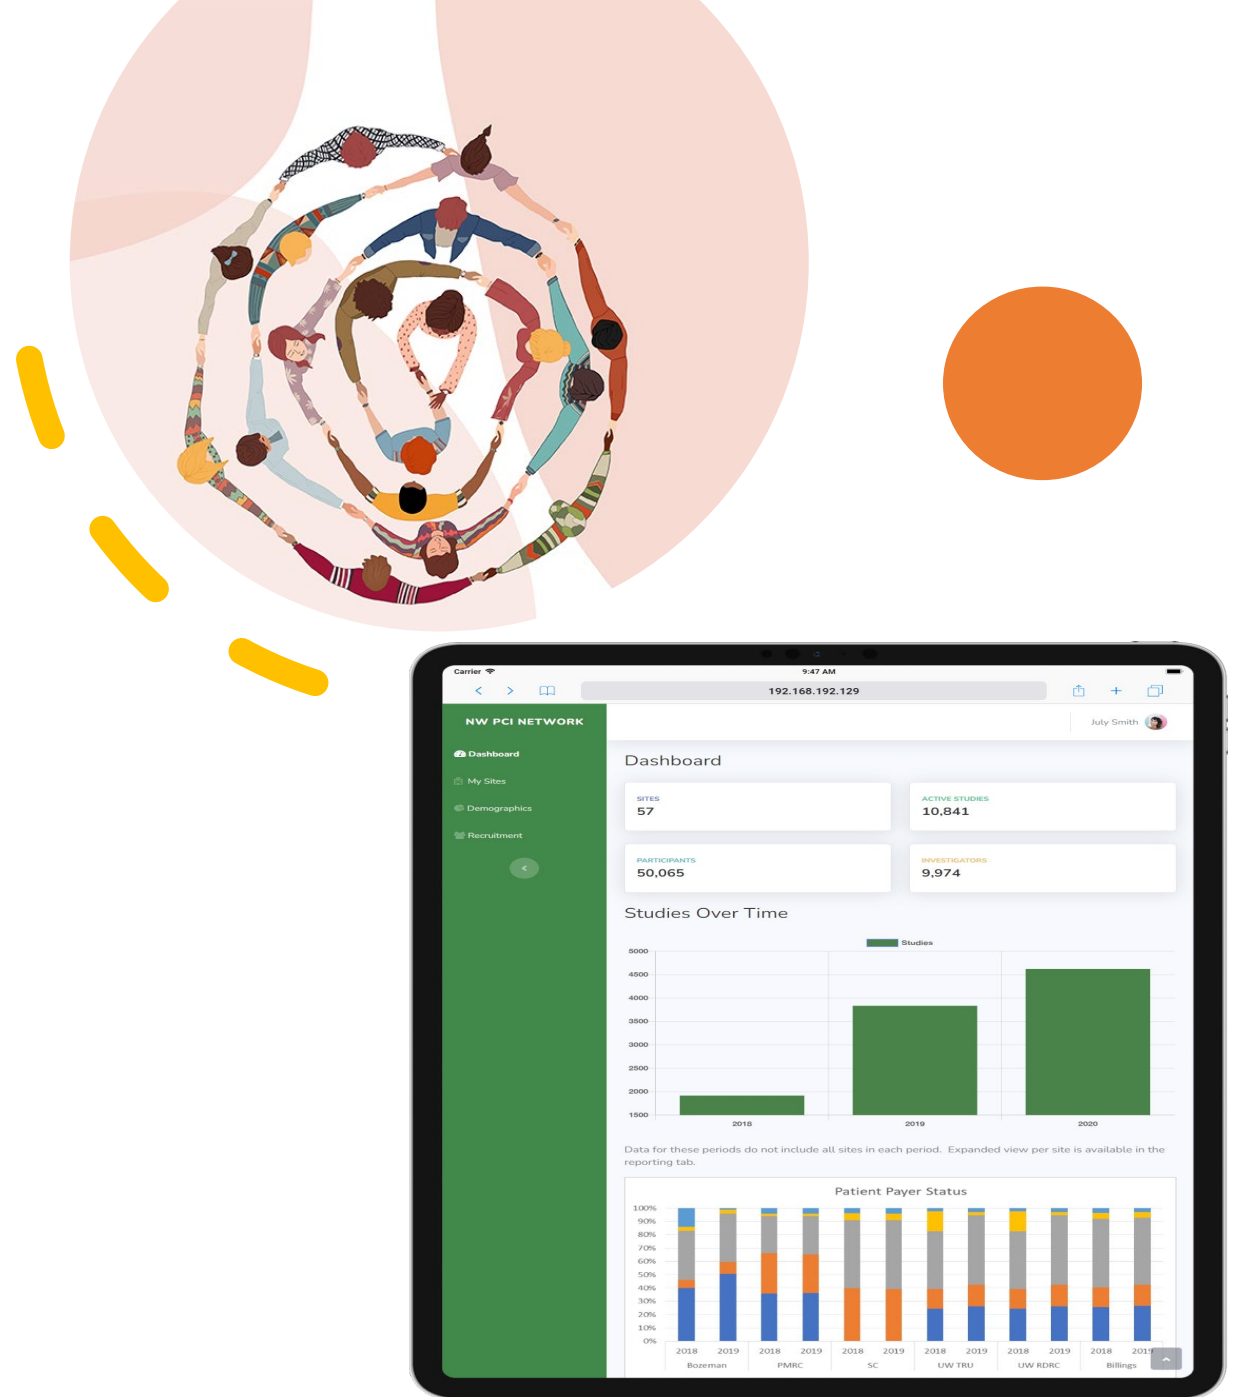 Carrier
9:47 AM
192.168.192.129
NW PCI NETWORK
July Smith
Dashboard
My Sites
Demographics
Recruitment
Dashboard
SITES
57
ACTIVE STUDIES
10,841
PARTICIPANTS
50,065
INVESTIGATORS
9,974
Studies Over Time
Studies
5000
4500
4000
3500
3000
2500
2000
1500
2018 2019 2020
Data for these periods do not include all sites in each period. Expanded view per site is available in the
reporting tab.
Patient Payer Status
100%
90%
80%
70%
60%
50%
40%
30%
20%
10%
0%
2018 2019 2018 2019 2018 2019 2018 2019 2018 2019 2018 2019
Bozeman PMRC SC UW TRU UW RDRC Billings